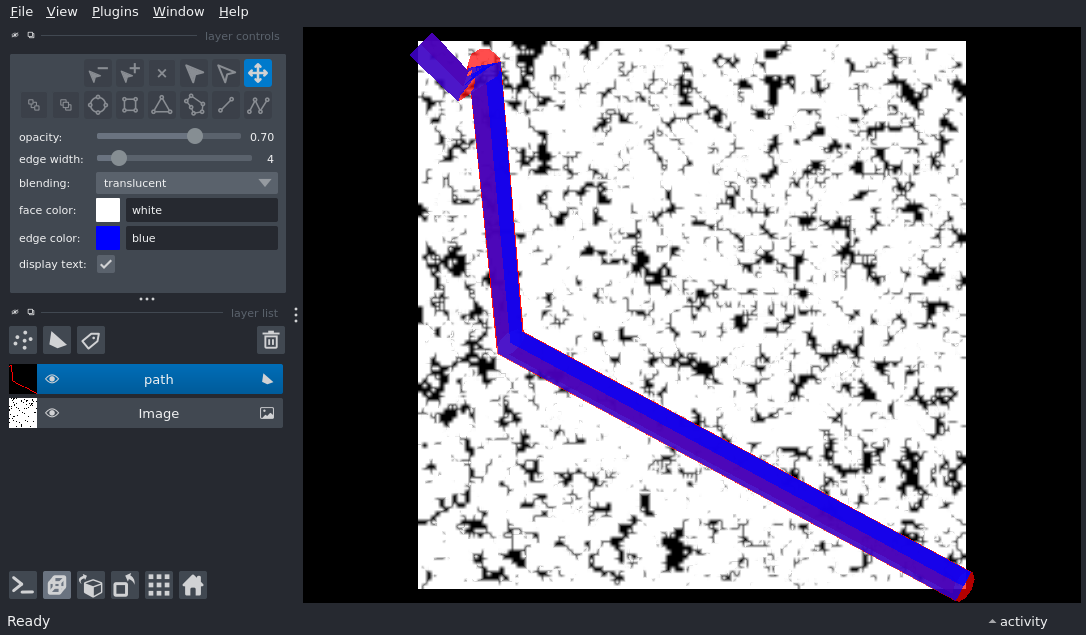 File View Plugins Window Help
layer controls
opacity: 0.70
edge width: 4
blending: translucent
face color: white
edge color: blue
display text:
layer list
path
Image
Ready
activity